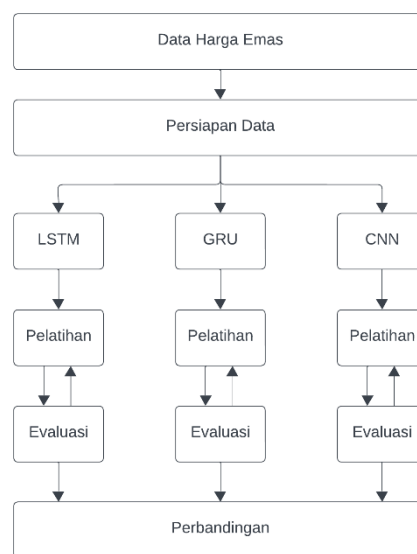 Data Harga Emas
Persiapan Data
LSTM GRU CNN
Pelatihan Pelatihan Pelatihan
Evaluasi Evaluasi Evaluasi
Perbandingan